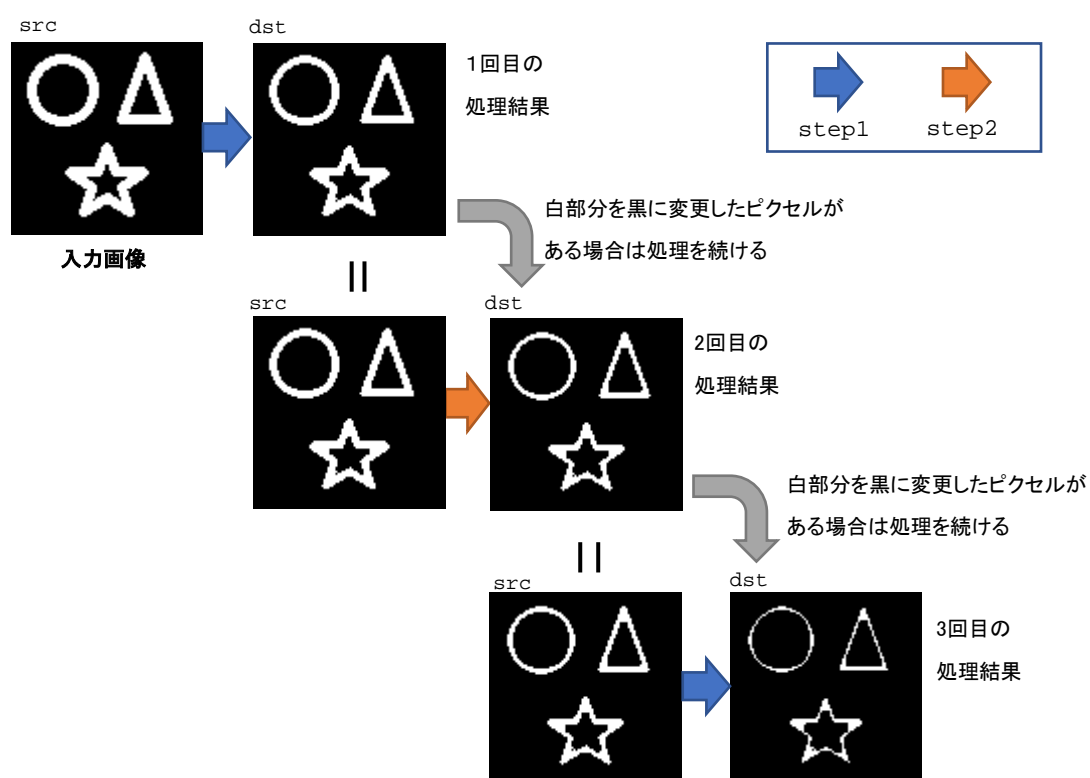 src
dst
1回目の
処理結果
step1
step2
入力画像
白部分を黒に変更したピクセルが
ある場合は処理を続ける
src
dst
2回目の
処理結果
白部分を黒に変更したピクセルが
ある場合は処理を続ける
src
dst
3回目の
処理結果